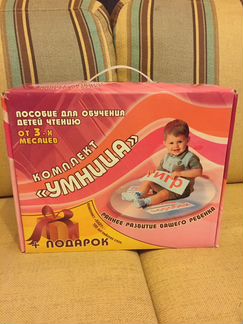 ПОСОБИЕ ДЛЯ ОБУЧЕНИЯ
ДЕТЕЙ ЧТЕНИЮ
ОТ 3-Х
МЕСЯЦЕВ
КОМПЛЕКТ
«УМНИЦА»
тигр
РАННЕЕ РАЗВИТИЕ ВАШЕГО РЕБЕНКА
+ ПОДАРОК